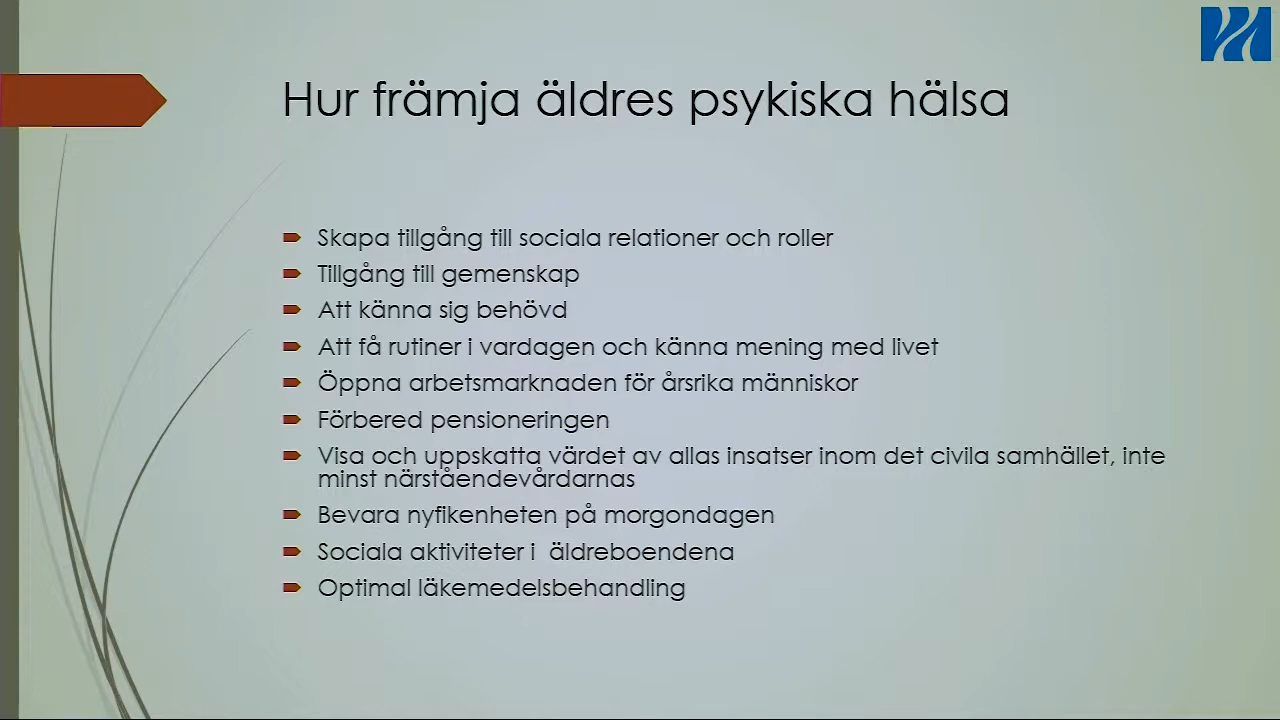 Hur främja äldres psykiska hälsa
Skapa tillgång till sociala relationer och roller
Tillgång till gemenskap
Att känna sig behövd
Att få rutiner i vardagen och känna mening med livet
Öppna arbetsmarknaden för årsrika människor
Förbered pensioneringen
Visa och uppskatta värdet av allas insatser inom det civila samhället, inte
minst närståendevårdarnas
Bevara nyfikenheten på morgondagen
Sociala aktiviteter i  äldreboendena
Optimal läkemedelsbehandling